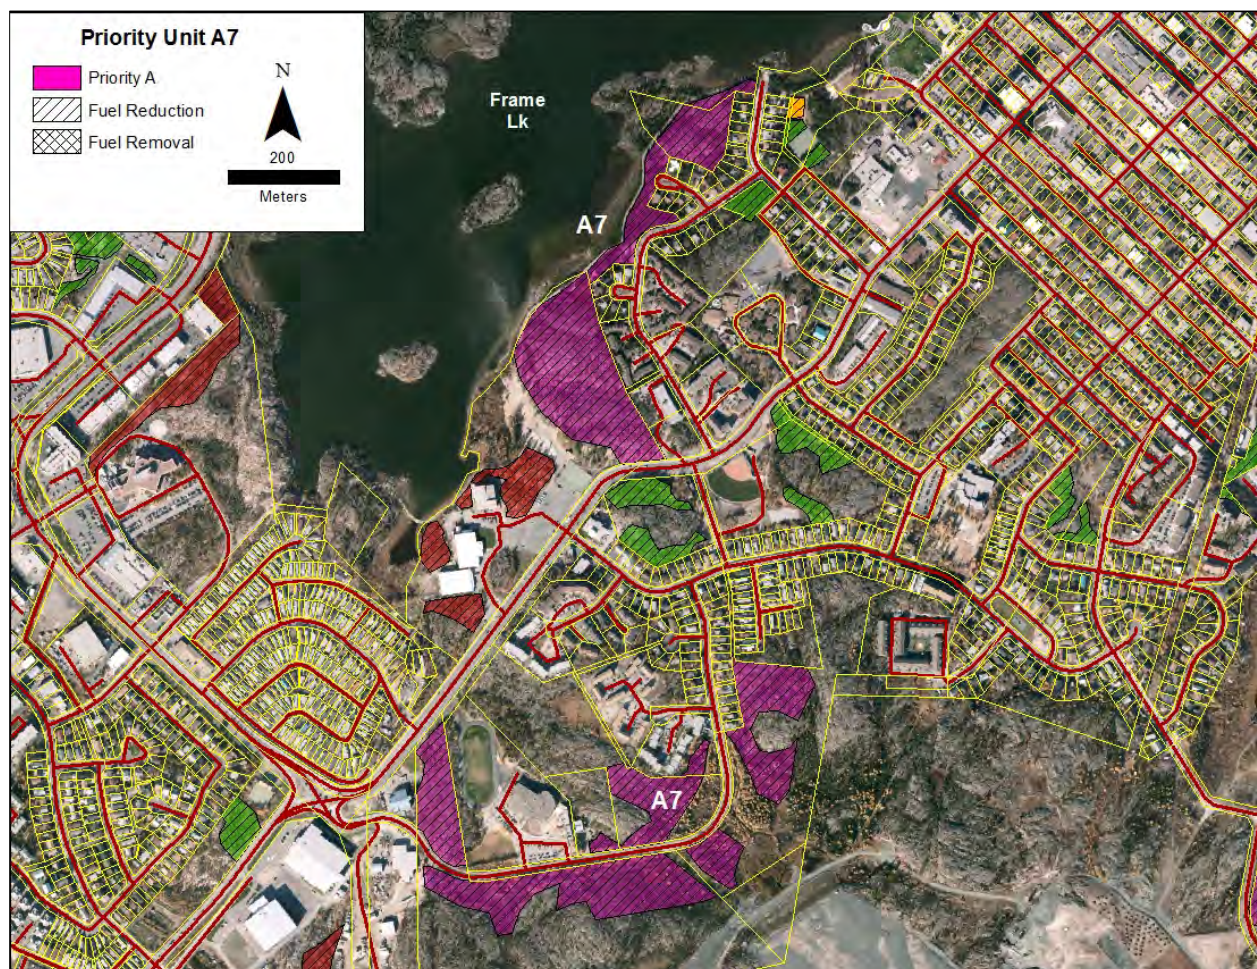 Priority Unit A7
Priority A
Fuel Reduction
Fuel Removal
N
200
Meters
Frame
Lk
A7
A7